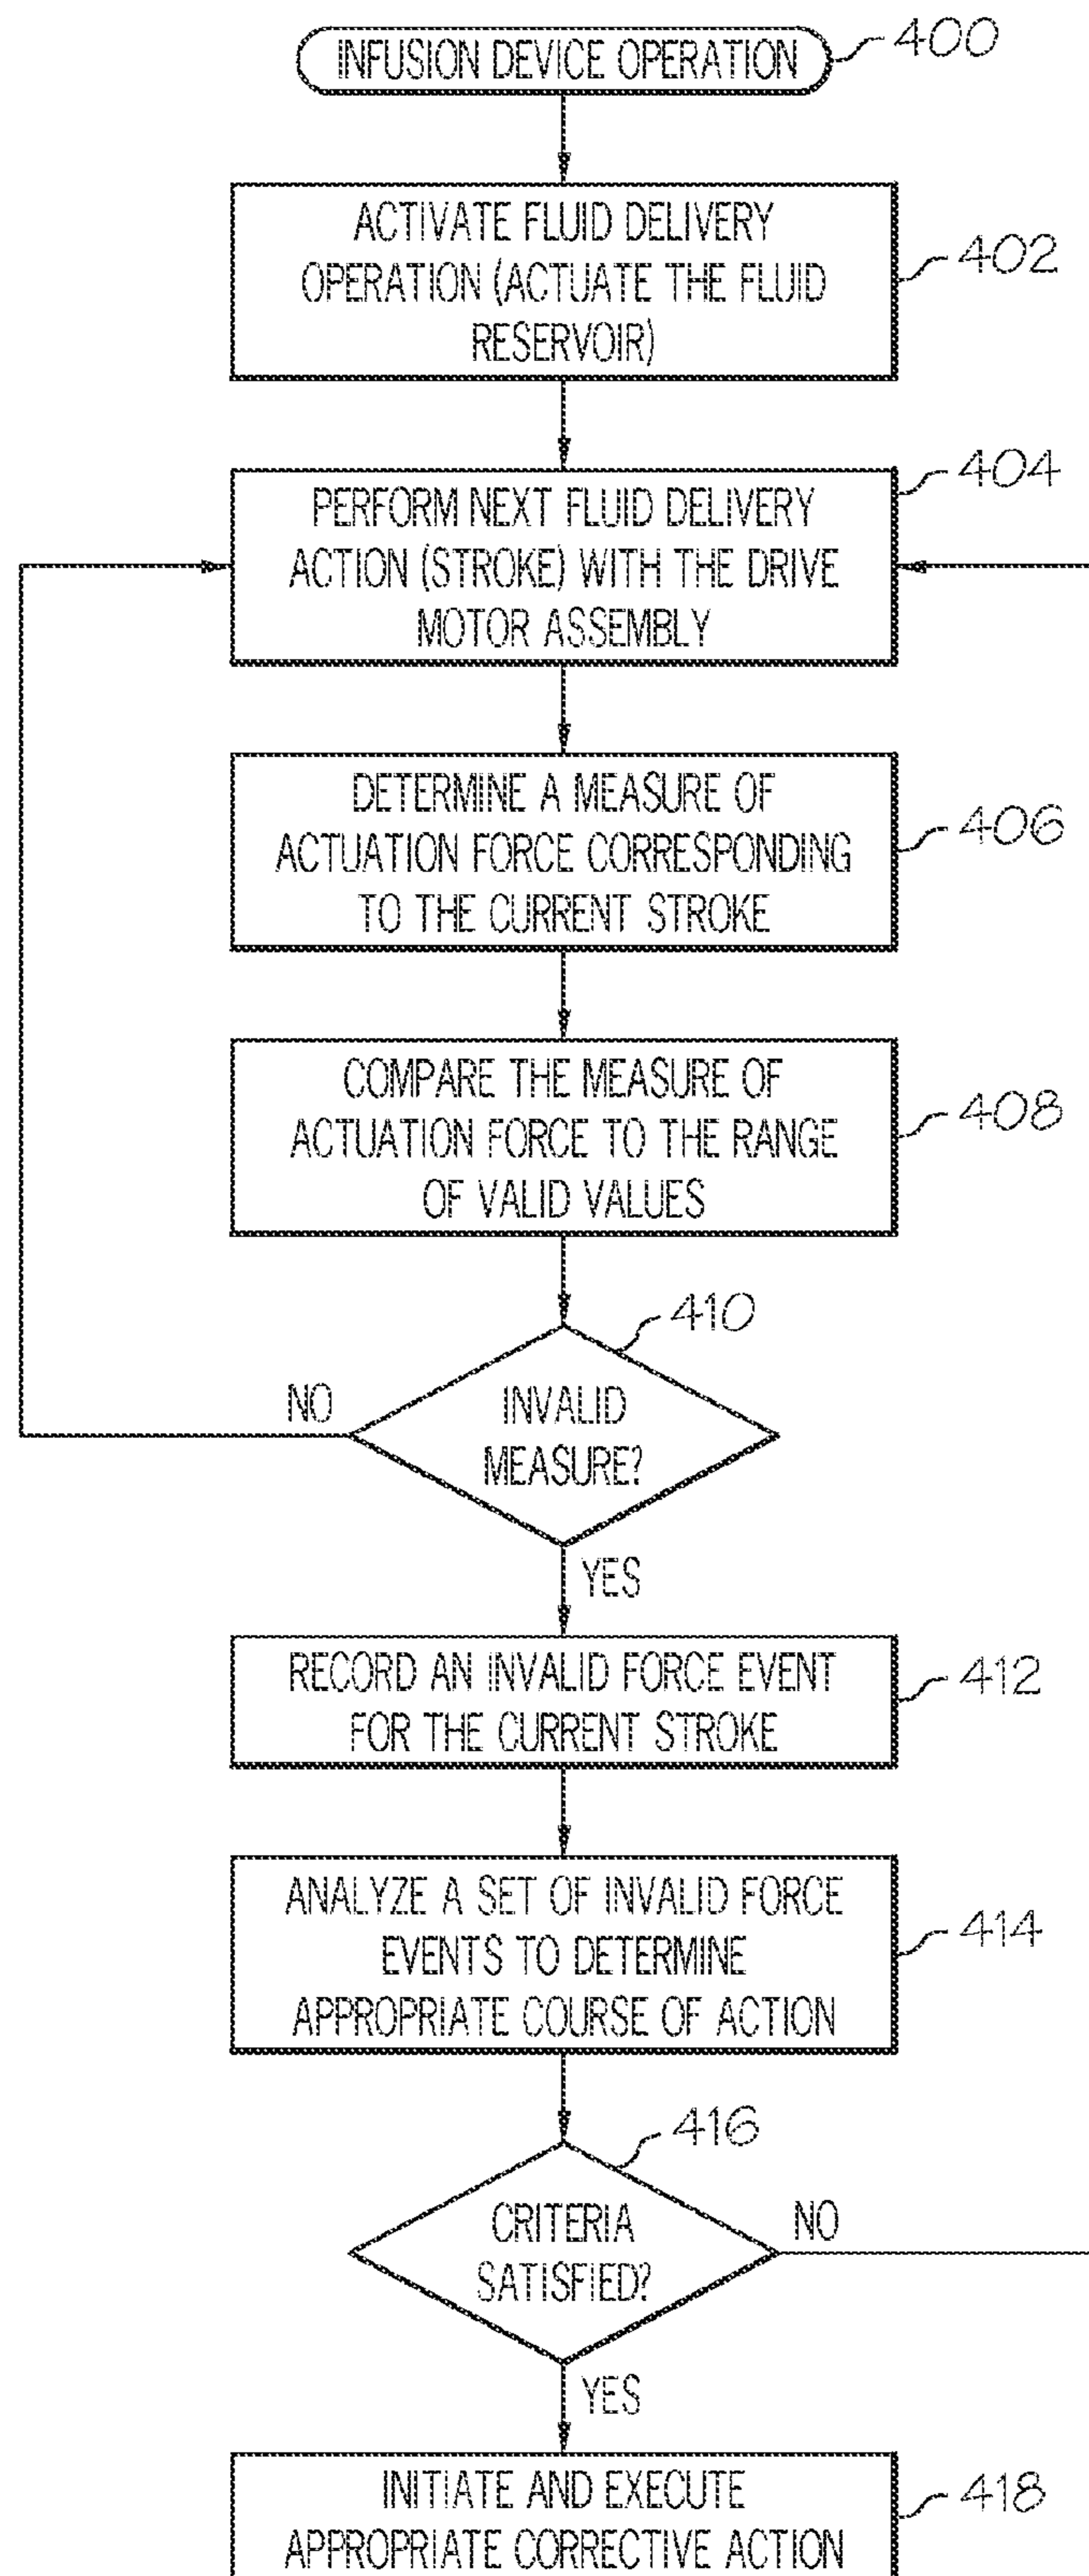 INFUSION DEVICE OPERATION
400
ACTIVATE FLUID DELIVERY
OPERATION (ACTUATE THE FLUID
RESERVOIR)
402
PERFORM NEXT FLUID DELIVERY
ACTION (STROKE) WITH THE DRIVE
MOTOR ASSEMBLY
404
DETERMINE A MEASURE OF
ACTUATION FORCE CORRESPONDING
TO THE CURRENT STROKE
406
COMPARE THE MEASURE OF
ACTUATION FORCE TO THE RANGE
OF VALID VALUES
408
410
INVALID
MEASURE?
NO
YES
RECORD AN INVALID FORCE EVENT
FOR THE CURRENT STROKE
412
ANALYZE A SET OF INVALID FORCE
EVENTS TO DETERMINE
APPROPRIATE COURSE OF ACTION
414
416
CRITERIA
SATISFIED?
NO
YES
INITIATE AND EXECUTE
APPROPRIATE CORRECTIVE ACTION
418